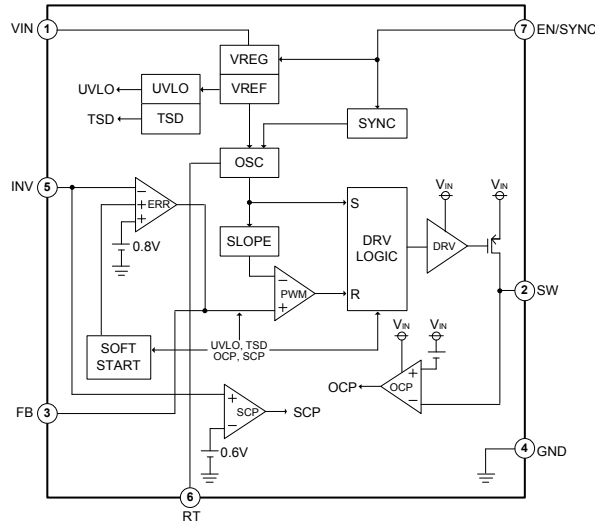 VIN 1
7 EN/SYNC
VREG
UVLO UVLO VREF
TSD TSD
SYNC
OSC
5 INV
− + + ERR
0.8V
SLOPE
S
DRV LOGIC
R
VIN
DRV
VIN
− + PWM
2 SW
SOFT START
UVLO, TSD
OCP, SCP
VIN VIN
OCP OCP + −
FB 3
+ − SCP SCP
0.6V
4 GND
6
RT